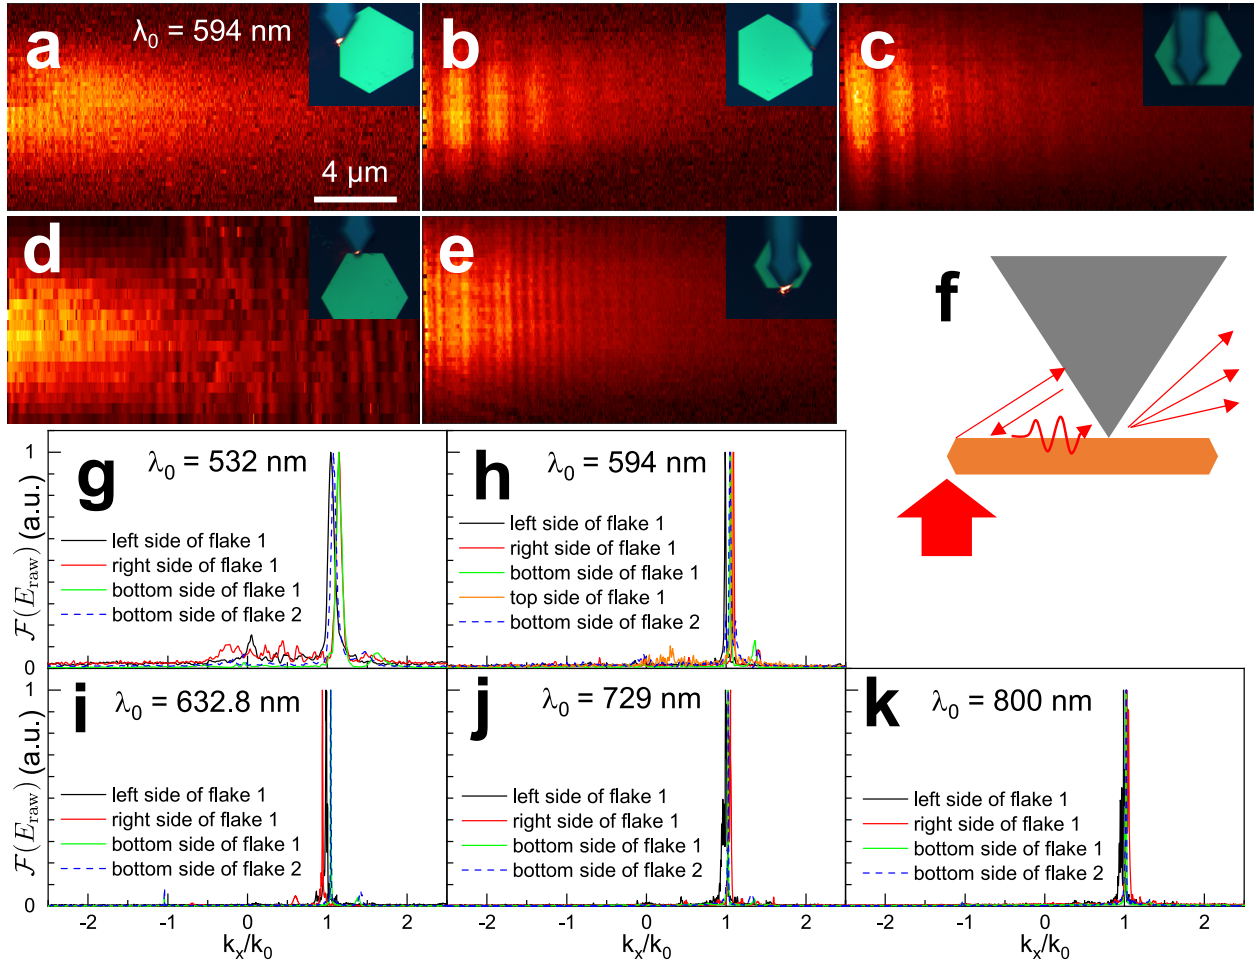 a
λ0 = 594 nm
4 μm
b
c
d
e
f
g
λ0 = 532 nm
left side of flake 1
right side of flake 1
bottom side of flake 1
bottom side of flake 2
1
0
ℱ(Eraw) (a.u.)
h
λ0 = 594 nm
left side of flake 1
right side of flake 1
bottom side of flake 1
top side of flake 1
bottom side of flake 2
i
λ0 = 632.8 nm
left side of flake 1
right side of flake 1
bottom side of flake 1
bottom side of flake 2
1
0
ℱ(Eraw) (a.u.)
-2 -1 0 1 2
kx/k0
j
λ0 = 729 nm
left side of flake 1
right side of flake 1
bottom side of flake 1
bottom side of flake 2
-2 -1 0 1 2
kx/k0
k
λ0 = 800 nm
left side of flake 1
right side of flake 1
bottom side of flake 1
bottom side of flake 2
-2 -1 0 1 2
kx/k0